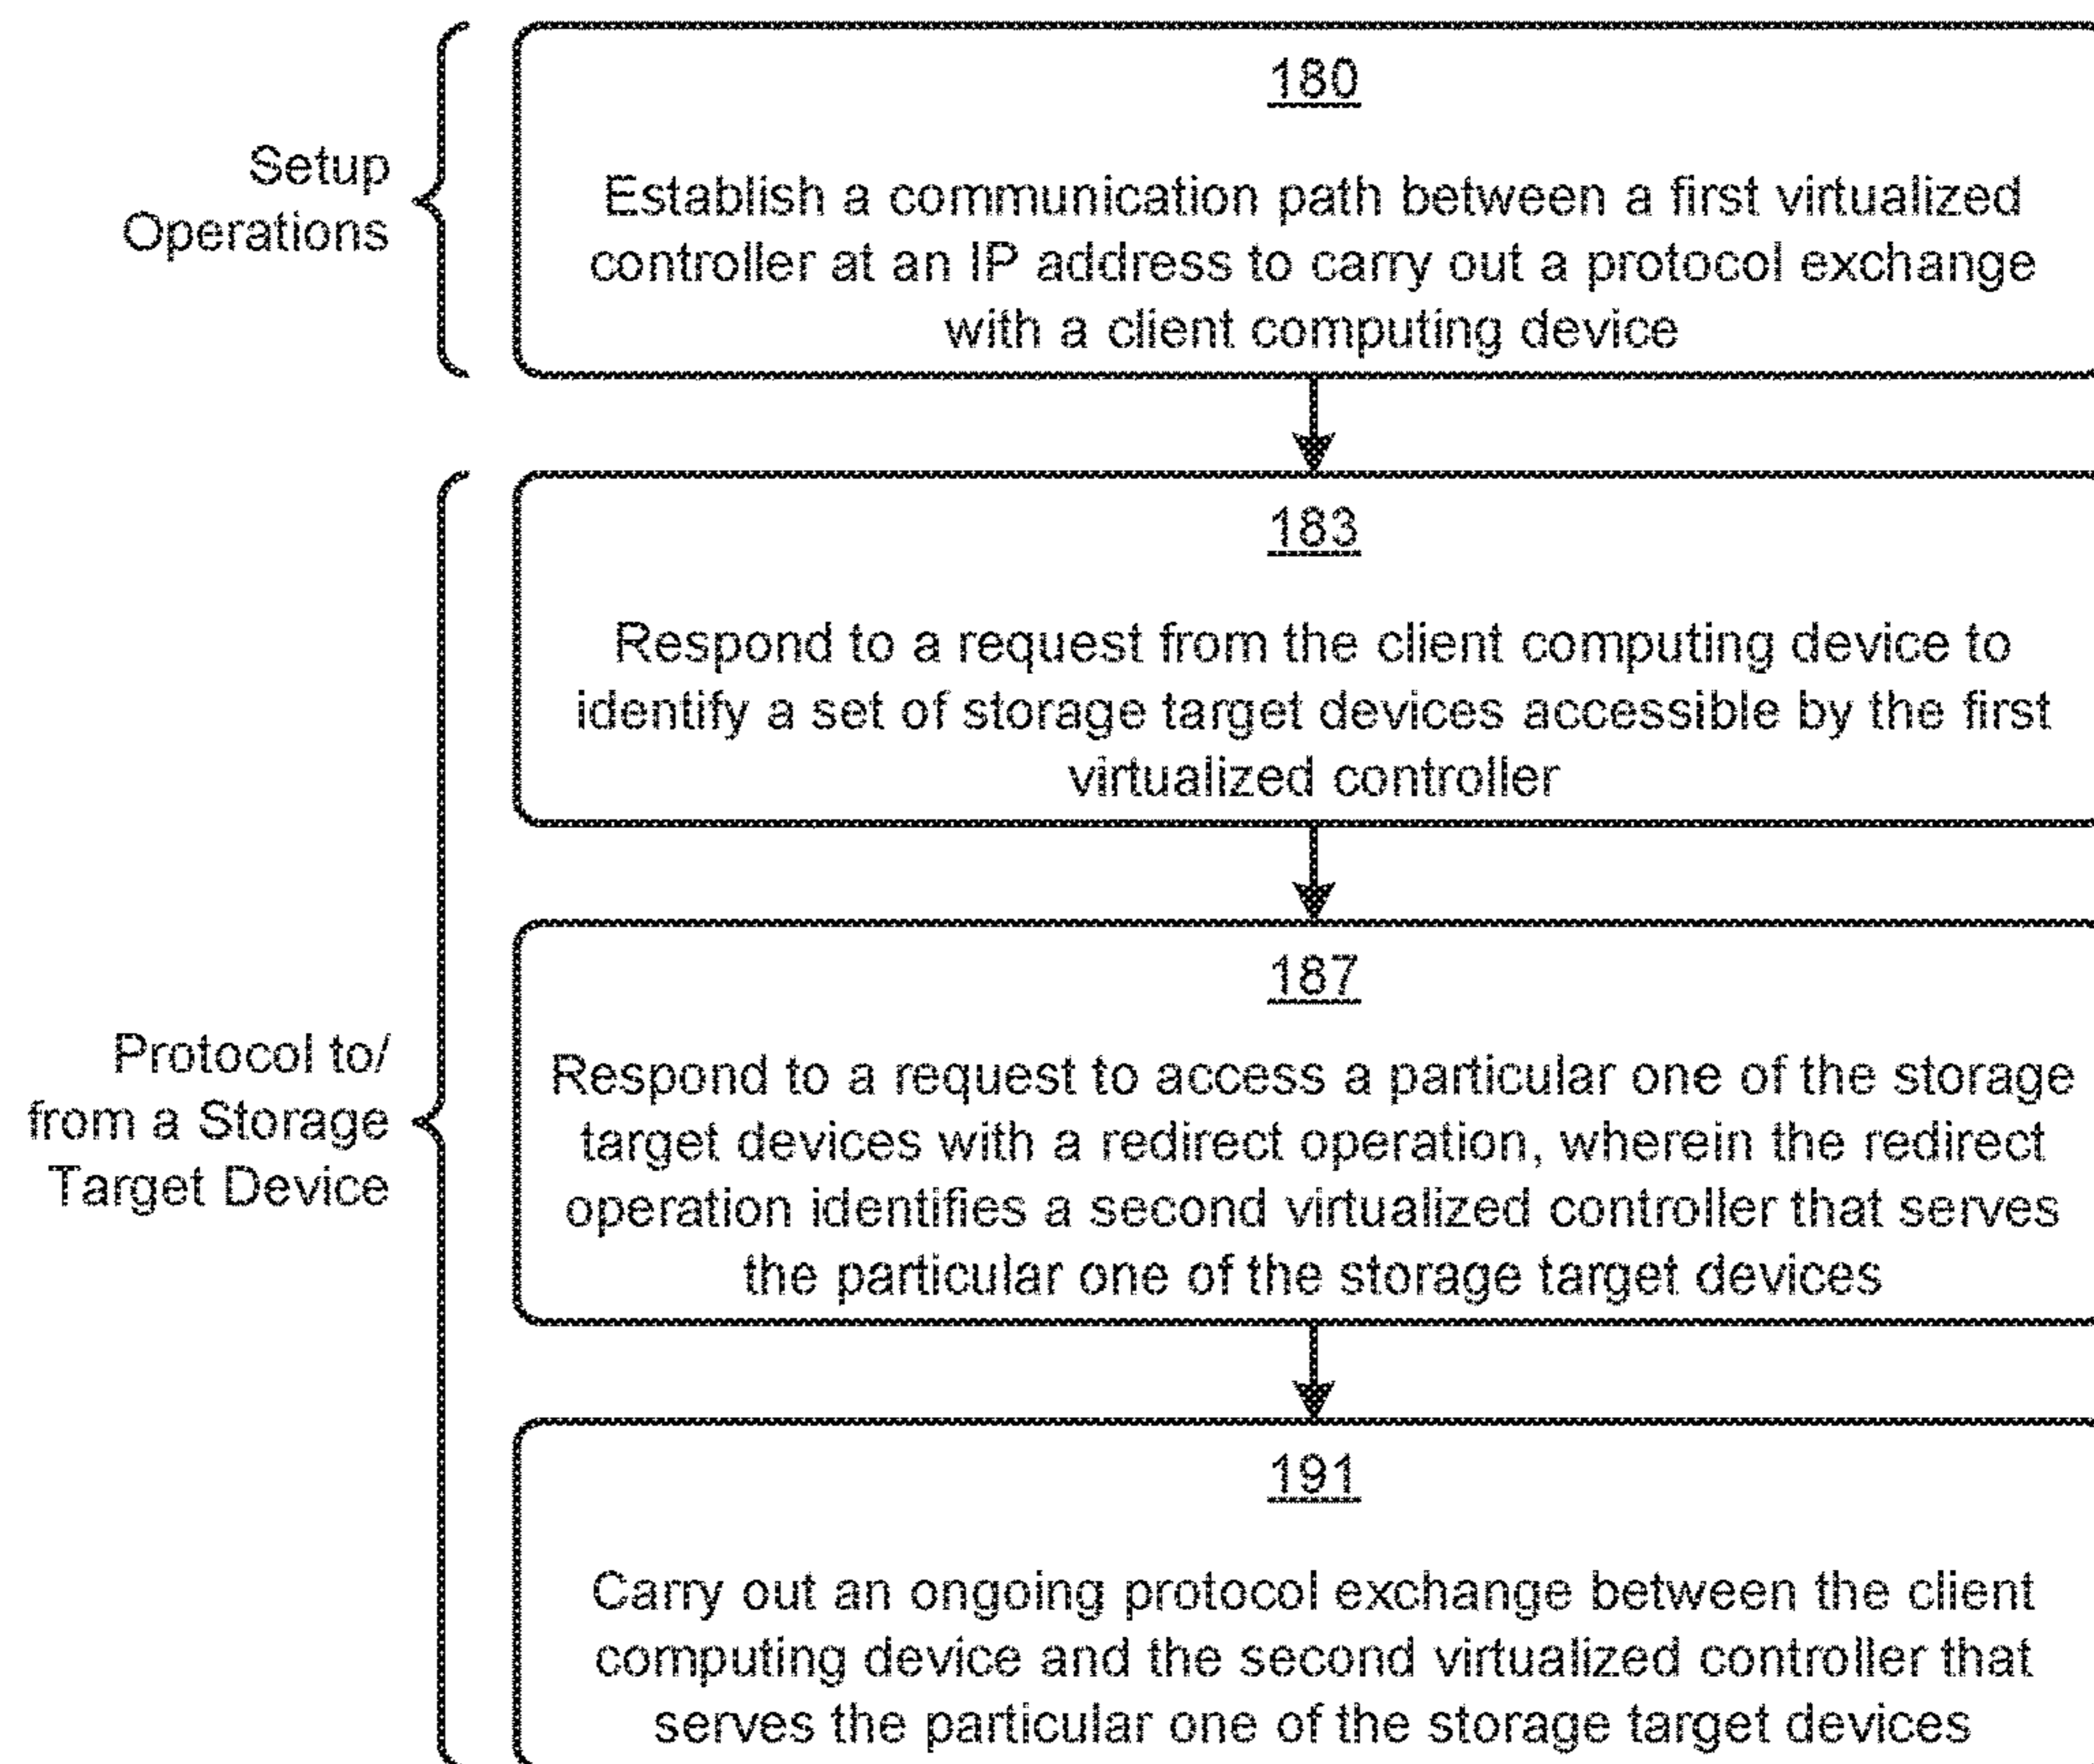 Setup
Operations
180
Establish a communication path between a first virtualized
controller at an IP address to carry out a protocol exchange
with a client computing device
183
Respond to a request from the client computing device to
identify a set of storage target devices accessible by the first
virtualized controller
Protocol to/
from a Storage
Target Device
187
Respond to a request to access a particular one of the storage
target devices with a redirect operation, wherein the redirect
operation identifies a second virtualized controller that serves
the particular one of the storage target devices
191
Carry out an ongoing protocol exchange between the client
computing device and the second virtualized controller that
serves the particular one of the storage target devices